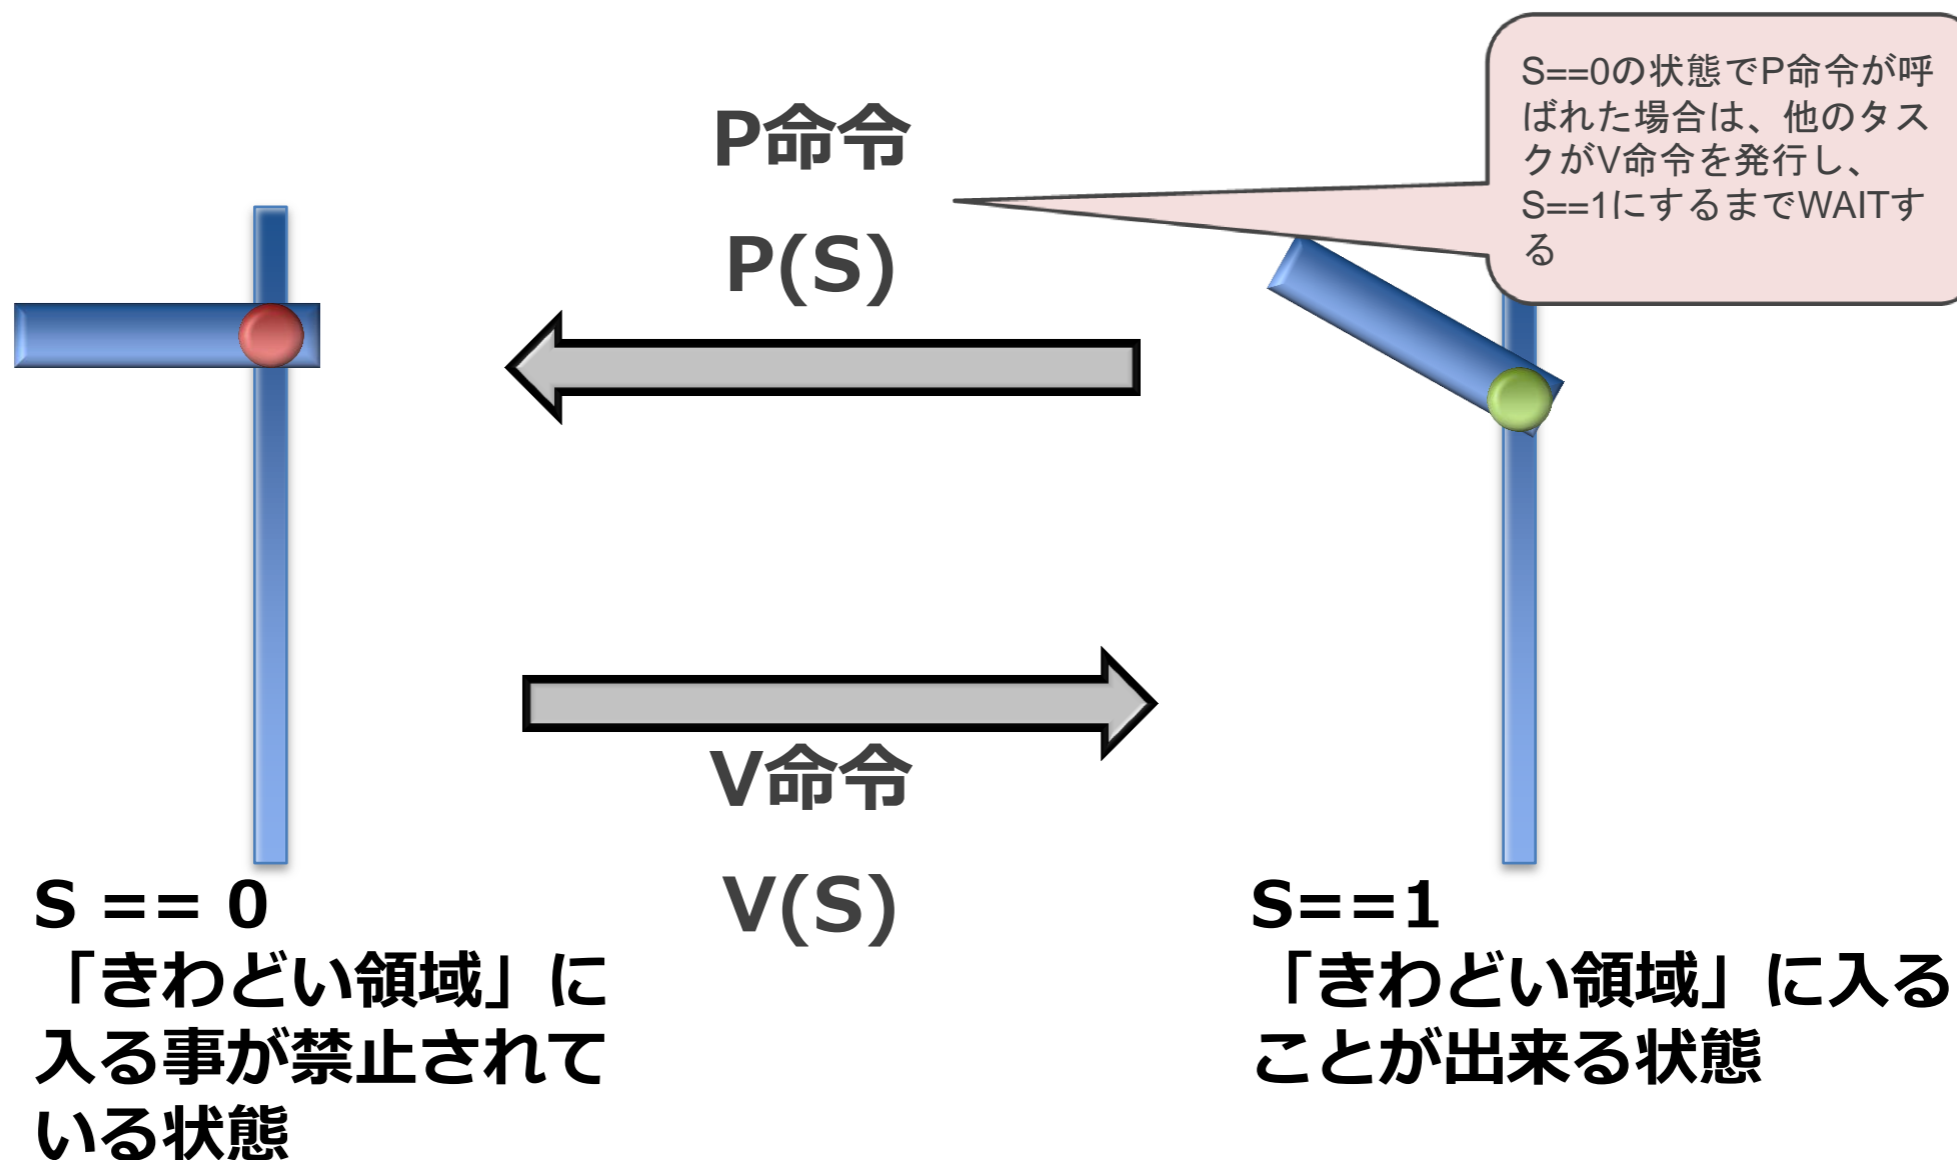 P命令
P(S)
S==0の状態でP命令が呼
ばれた場合は、他のタス
クがV命令を発行し、
S==1にするまでWAITす
る
V命令
V(S)
S == 0
「きわどい領域」に
入る事が禁止されて
いる状態
S==1
「きわどい領域」に入る
ことが出来る状態